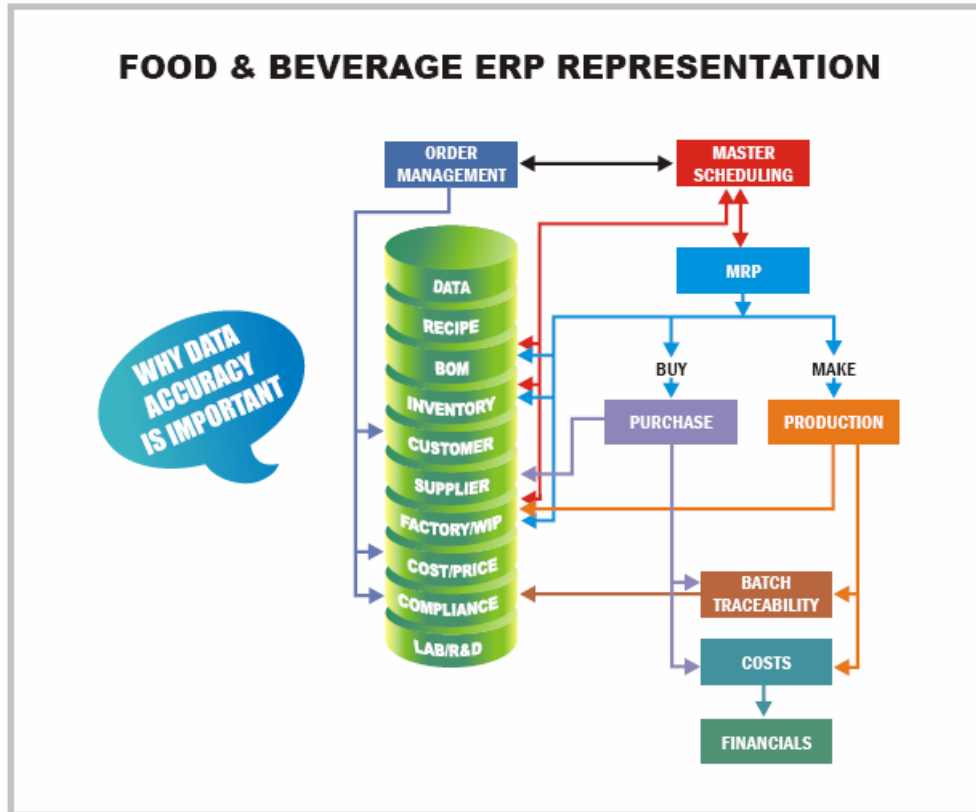 FOOD & BEVERAGE ERP REPRESENTATION
ORDER
MANAGEMENT
MASTER
SCHEDULING
MRP
DATA
RECIPE
BOM
INVENTORY
CUSTOMER
SUPPLIER
FACTORY/WIP
COST/PRICE
COMPLIANCE
LAB/R&D
WHY DATA
ACCURACY
IS IMPORTANT
BUY
MAKE
PURCHASE
PRODUCTION
BATCH
TRACEABILITY
COSTS
FINANCIALS